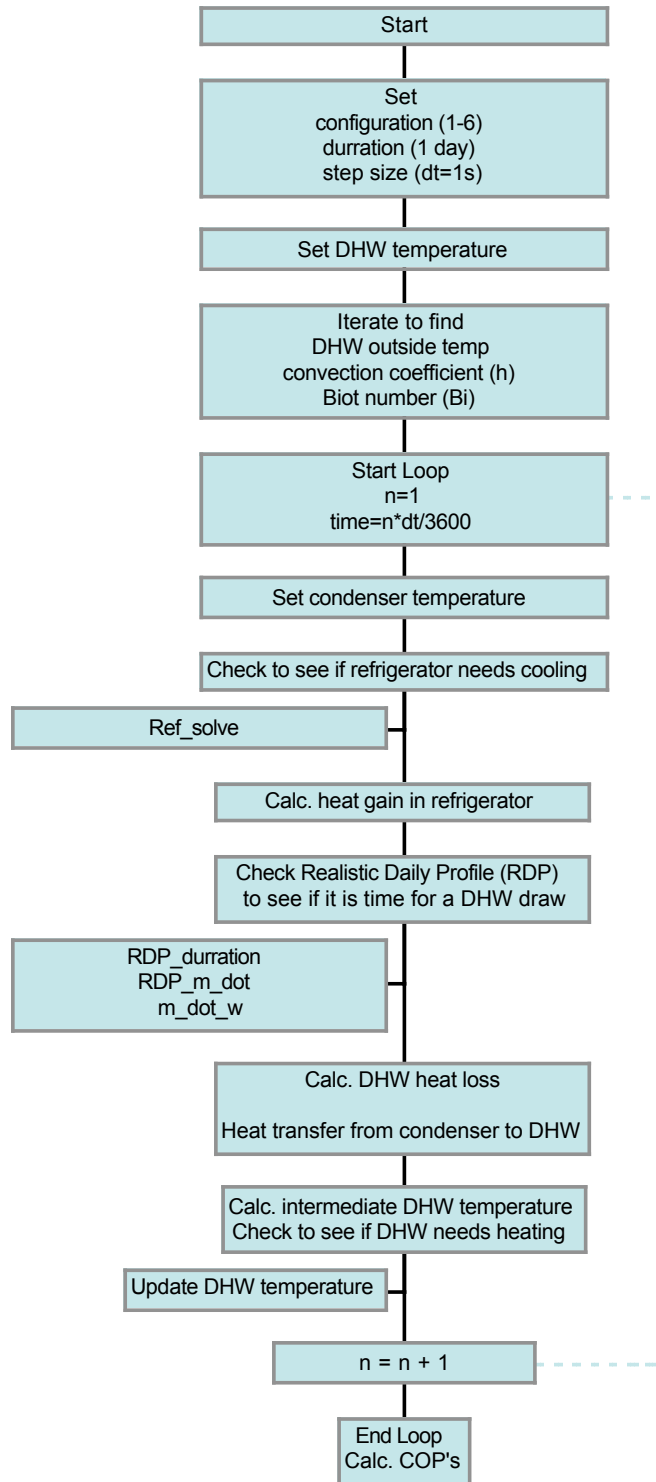 Start
Set
configuration (1-6)
durration (1 day)
step size (dt=1s)
Set DHW temperature
Iterate to find
DHW outside temp
convection coefficient (h)
Biot number (Bi)
Start Loop
n=1
time=n*dt/3600
Set condenser temperature
Check to see if refrigerator needs cooling
Ref_solve
Calc. heat gain in refrigerator
Check Realistic Daily Profile (RDP)
to see if it is time for a DHW draw
RDP_durration
RDP_m_dot
m_dot_w
Calc. DHW heat loss
Heat transfer from condenser to DHW
Calc. intermediate DHW temperature
Check to see if DHW needs heating
Update DHW temperature
n = n + 1
End Loop
Calc. COP's